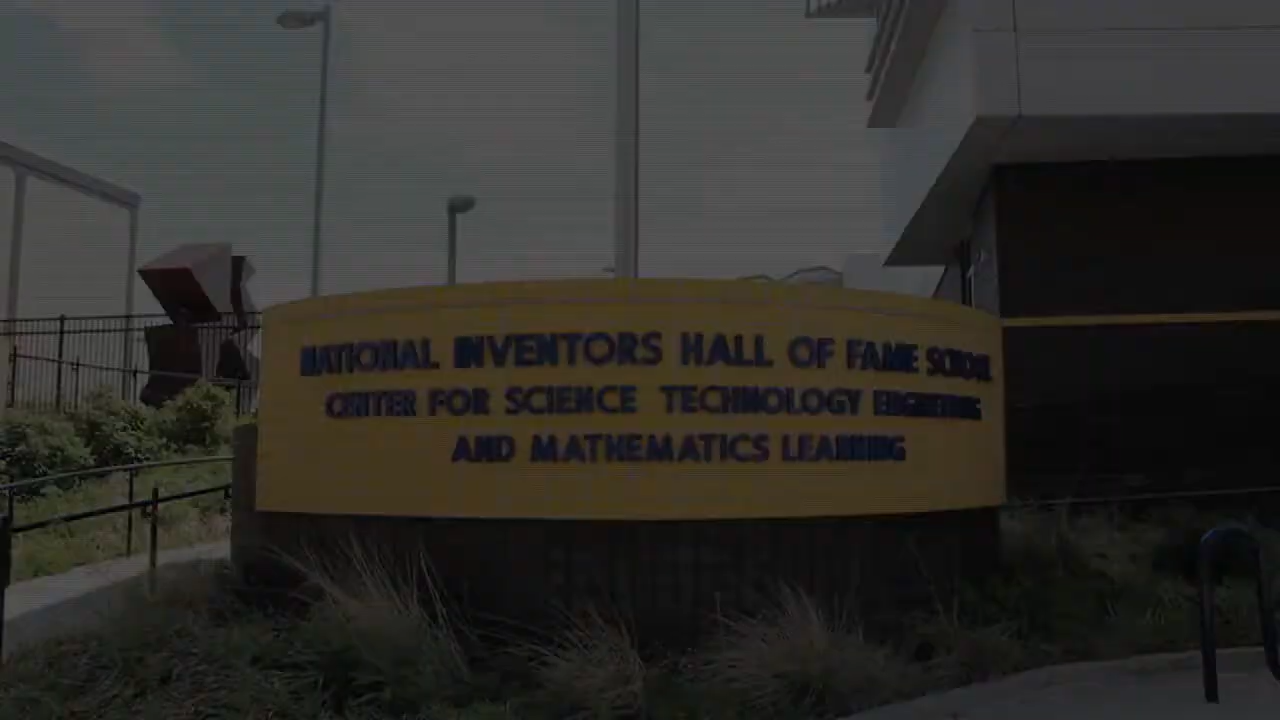 NATIONAL INVENTORS HALL OF FAME SCHOOL
CENTER FOR SCIENCE TECHNOLOGY ENGINEERING
AND MATHEMATICS LEARNING